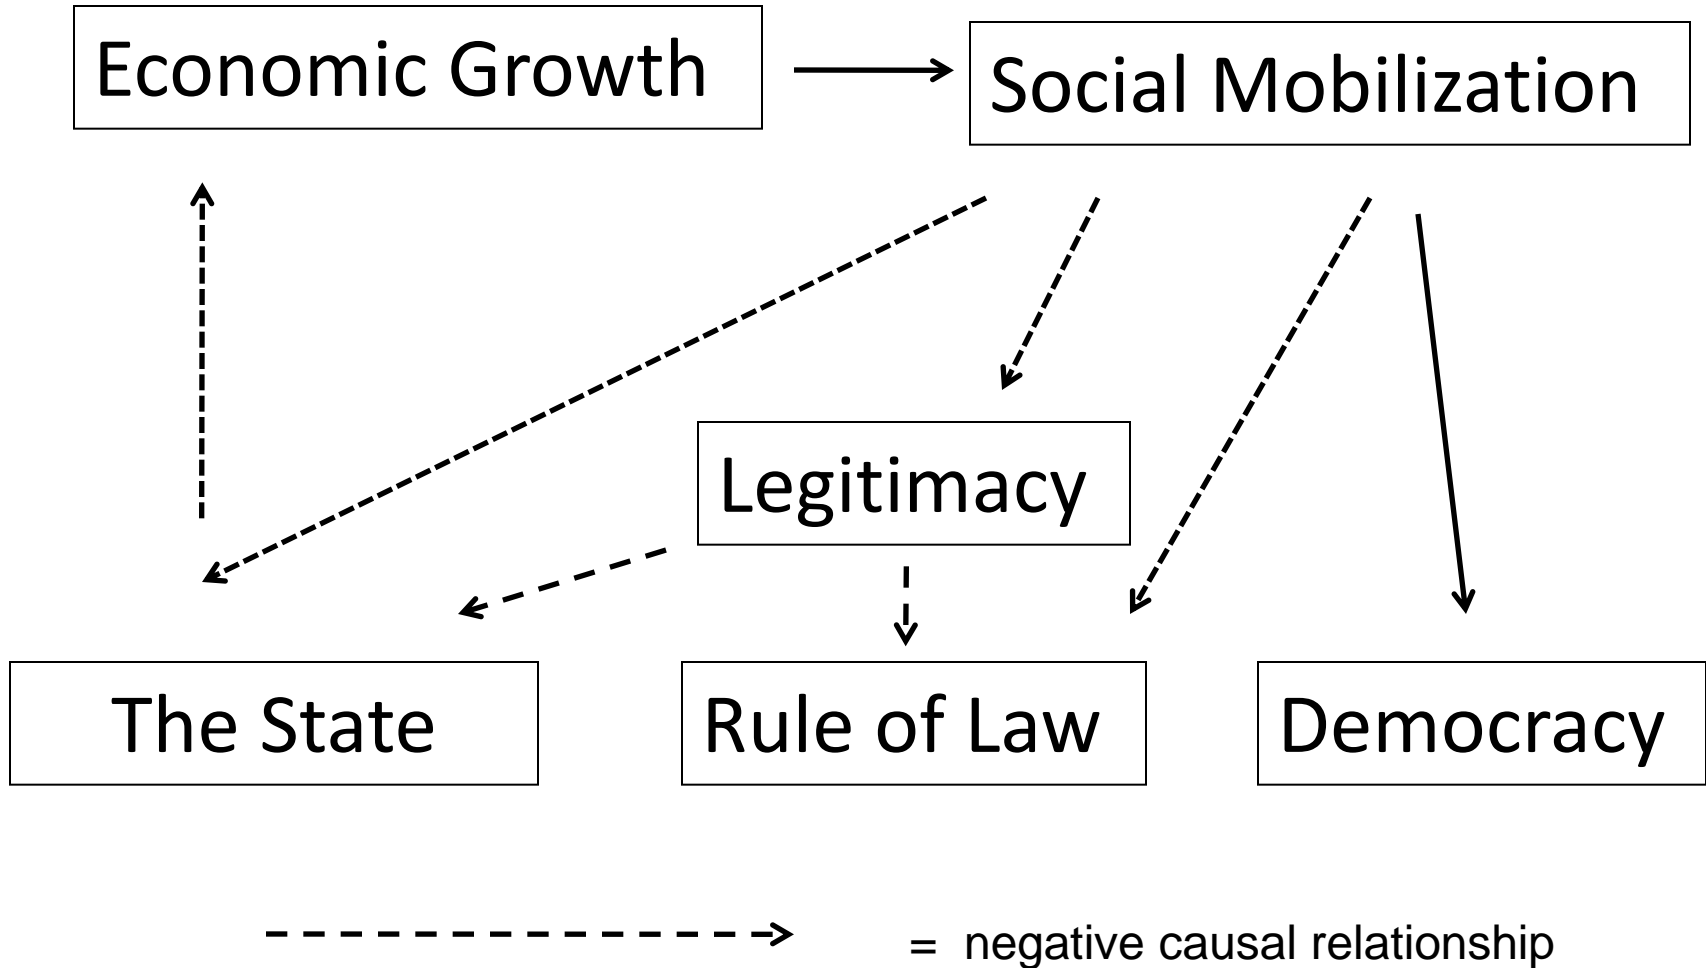 Economic Growth
Social Mobilization
Legitimacy
The State
Rule of Law
Democracy
= negative causal relationship